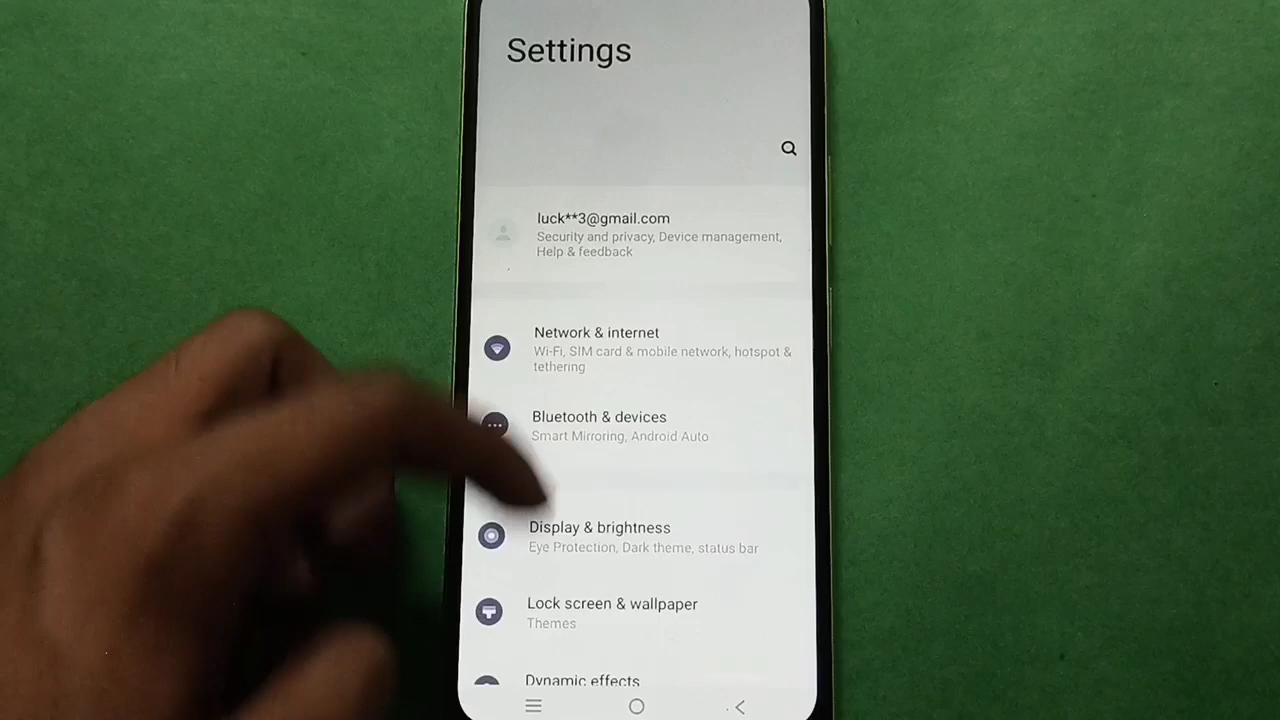 Settings
luck**3@gmail.com
Security and privacy, Device management,
Help & feedback
Network & internet
Wi-Fi, SIM card & mobile network, hotspot &
tethering
Bluetooth & devices
Smart Mirroring, Android Auto
Display & brightness
Eye Protection, Dark theme, status bar
Lock screen & wallpaper
Themes
Dynamic effects